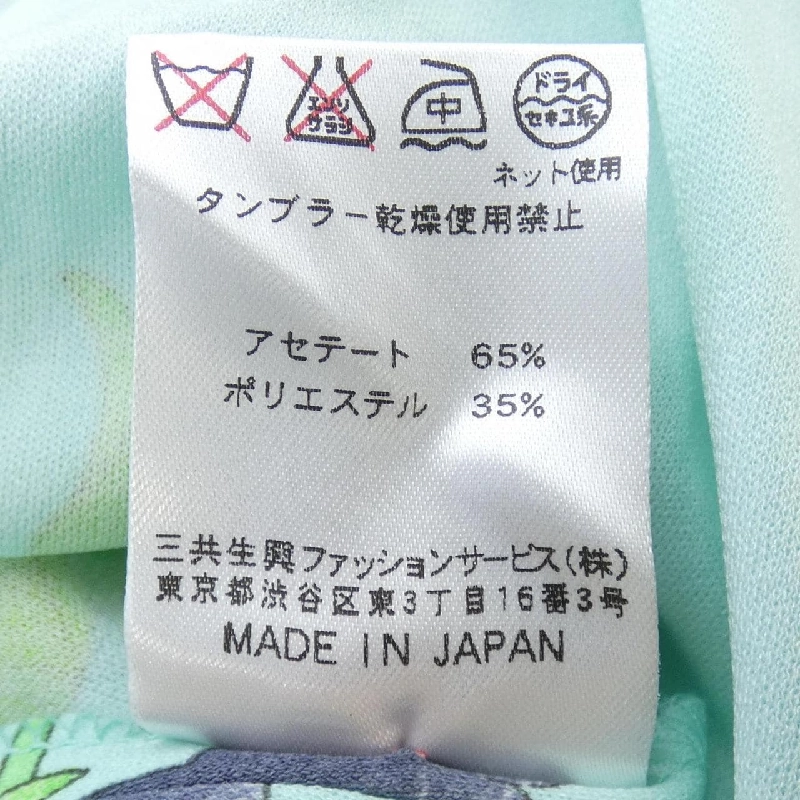 エンソ
サラシ
中
ドライ
セキユ系
ネット使用
タンブラー乾燥使用禁止
アセテート 65%
ポリエステル 35%
三共生興ファッションサービス(株)
東京都渋谷区東3丁目16番3号
MADE IN JAPAN